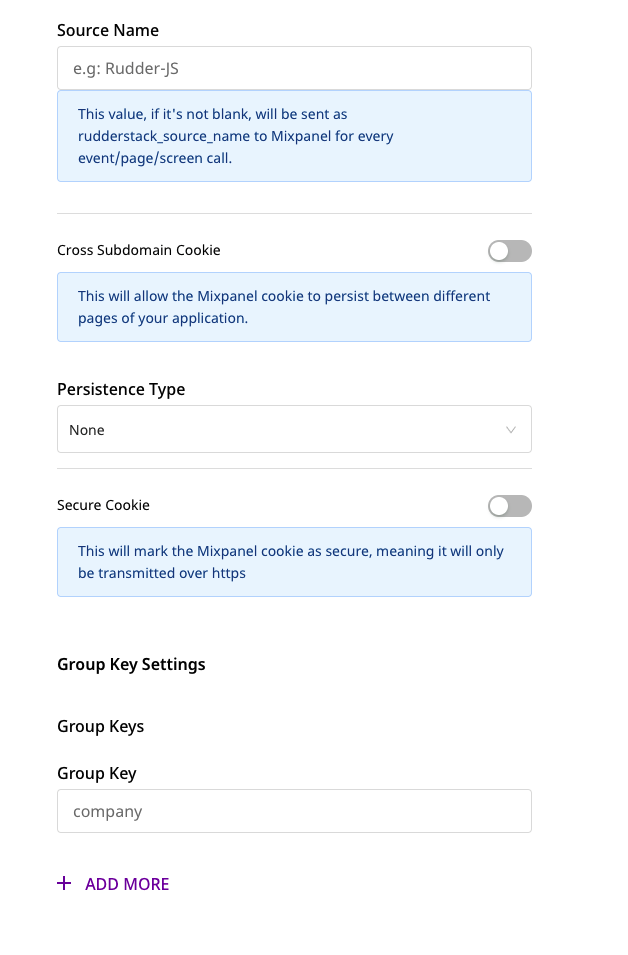 Source Name
e.g: Rudder-JS
This value, if it's not blank, will be sent as
rudderstack_source_name to Mixpanel for every
event/page/screen call.
Cross Subdomain Cookie
This will allow the Mixpanel cookie to persist between different
pages of your application.
Persistence Type
None
Secure Cookie
This will mark the Mixpanel cookie as secure, meaning it will only
be transmitted over https
Group Key Settings
Group Keys
Group Key
company
+ ADD MORE